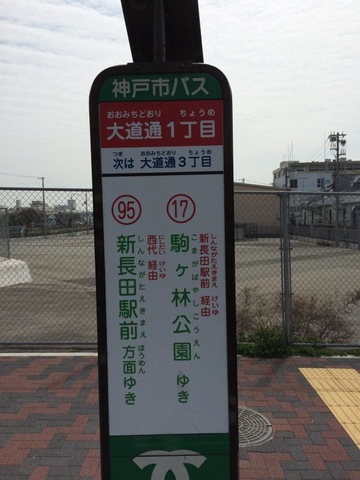 神戸市バス
おおみちどおり ちょうめ
大道通1丁目
つぎ おおみちどおり ちょうめ
次は 大道通3丁目
17
しんながたえきまえ けいゆ
新長田駅前 経由
こまがばやしこうえん
駒ヶ林公園 ゆき
95
にしだい けいゆ
西代 経由
しんながたえきまえ ほうめん
新長田駅前 方面ゆき